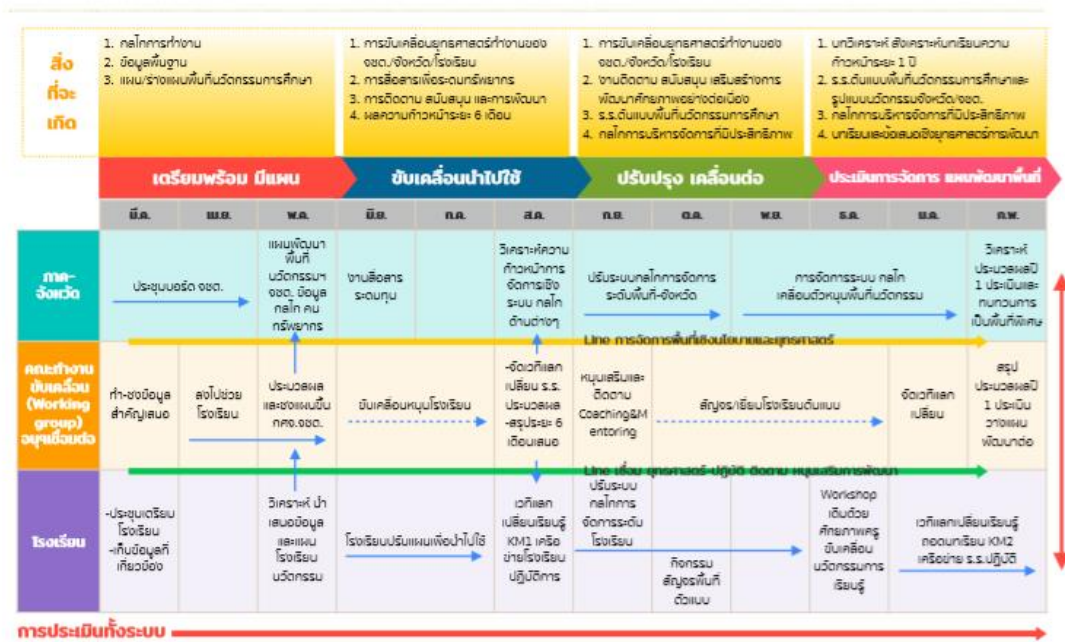 สิ่ง
ที่จะ
เกิด
1. กลไกการทำงาน
2. ข้อมูลพื้นฐาน
3. แผน/ร่างแผนพื้นที่นวัตกรรมการศึกษา
1. การขับเคลื่อนยุทธศาสตร์ทำงานของ
ขชต./จังหวัด/โรงเรียน
2. การสื่อสารเพื่อระดมทรัพยากร
3. การติดตาม สนับสนุน และการพัฒนา
4. ผลความก้าวหน้าระยะ 6 เดือน
1. การขับเคลื่อนยุทธศาสตร์ทำงานของ
ขชต./จังหวัด/โรงเรียน
2. งานติดตาม สนับสนุน เสริมสร้างการ
พัฒนาศักยภาพอย่างต่อเนื่อง
3. ร.ร.ต้นแบบพื้นที่นวัตกรรมการศึกษา
4. กลไกการบริหารจัดการที่มีประสิทธิภาพ
1. บทวิเคราะห์ สังเคราะห์บทเรียนความ
ก้าวหน้าระยะ 1 ปี
2. ร.ร.ต้นแบบพื้นที่นวัตกรรมการศึกษาและ
รูปแบบนวัตกรรมจังหวัด/ขชต.
3. กลไกการบริหารจัดการที่มีประสิทธิภาพ
4. บทเรียนและข้อเสนอเชิงยุทธศาสตร์การพัฒนา
เตรียมพร้อม มีแผน
ขับเคลื่อนนำไปใช้
ปรับปรุง เคลื่อนต่อ
ประเมินการจัดการ แผนพัฒนาพื้นที่
มี.ค. เม.ย. พ.ค. มิ.ย. ก.ค. ส.ค. ก.ย. ต.ค. พ.ย. ธ.ค. ม.ค. ก.พ.
ภาค-
จังหวัด
ประชุมบอร์ด ขชต.
แผนพัฒนา
พื้นที่
นวัตกรรมฯ
ขชต. ข้อมูล
กลไก คน
ทรัพยากร
งานสื่อสาร
ระดมทุน
วิเคราะห์ความ
ก้าวหน้าการ
จัดการเชิง
ระบบ กลไก
ด้านต่างๆ
ปรับระบบกลไกการจัดการ
ระดับพื้นที่-จังหวัด
การจัดการระบบ กลไก
เคลื่อนตัวหนุนพื้นที่นวัตกรรม
วิเคราะห์
ประมวลผลปี
1 ประเมินและ
ทบทวนการ
เป็นพื้นที่พิเศษ
Line การจัดการพื้นที่เชิงนโยบายและยุทธศาสตร์
คณะทำงาน
ขับเคลื่อน
(Working
group)
อนุฯเชื่อมต่อ
ทำ-ชงข้อมูล
สำคัญเสนอ
ลงไปช่วย
โรงเรียน
ประมวลผล
และชงแผนขึ้น
กศจ.ขชต.
ขับเคลื่อนหนุนโรงเรียน
-จัดเวทีแลก
เปลี่ยน ร.ร.
ประมวลผล
-สรุประยะ 6
เดือนเสนอ
หนุนเสริมและ
ติดตาม
Coaching&M
entoring
สัญจร/เยี่ยมโรงเรียนต้นแบบ
จัดเวทีแลก
เปลี่ยน
สรุป
ประมวลผลปี
1 ประเมิน
วางแผน
พัฒนาต่อ
Line เชื่อม ยุทธศาสตร์-ปฏิบัติ ติดตาม หนุนเสริมการพัฒนา
โรงเรียน
-ประชุมเตรียม
โรงเรียน
-เก็บข้อมูลที่
เกี่ยวข้อง
วิเคราะห์ นำ
เสนอข้อมูล
และแผน
โรงเรียน
นวัตกรรม
โรงเรียนปรับแผนเพื่อนำไปใช้
เวทีแลก
เปลี่ยนเรียนรู้
KM1 เครือ
ข่ายโรงเรียน
ปฏิบัติการ
ปรับระบบ
กลไกการ
จัดการระดับ
โรงเรียน
กิจกรรม
สัญจรพื้นที่
ตัวแบบ
Workshop
เติมด้วย
ศักยภาพครู
ขับเคลื่อน
นวัตกรรมการ
เรียนรู้
เวทีแลกเปลี่ยนเรียนรู้
ถอดบทเรียน KM2
เครือข่าย ร.ร.ปฏิบัติ
การประเมินทั้งระบบ